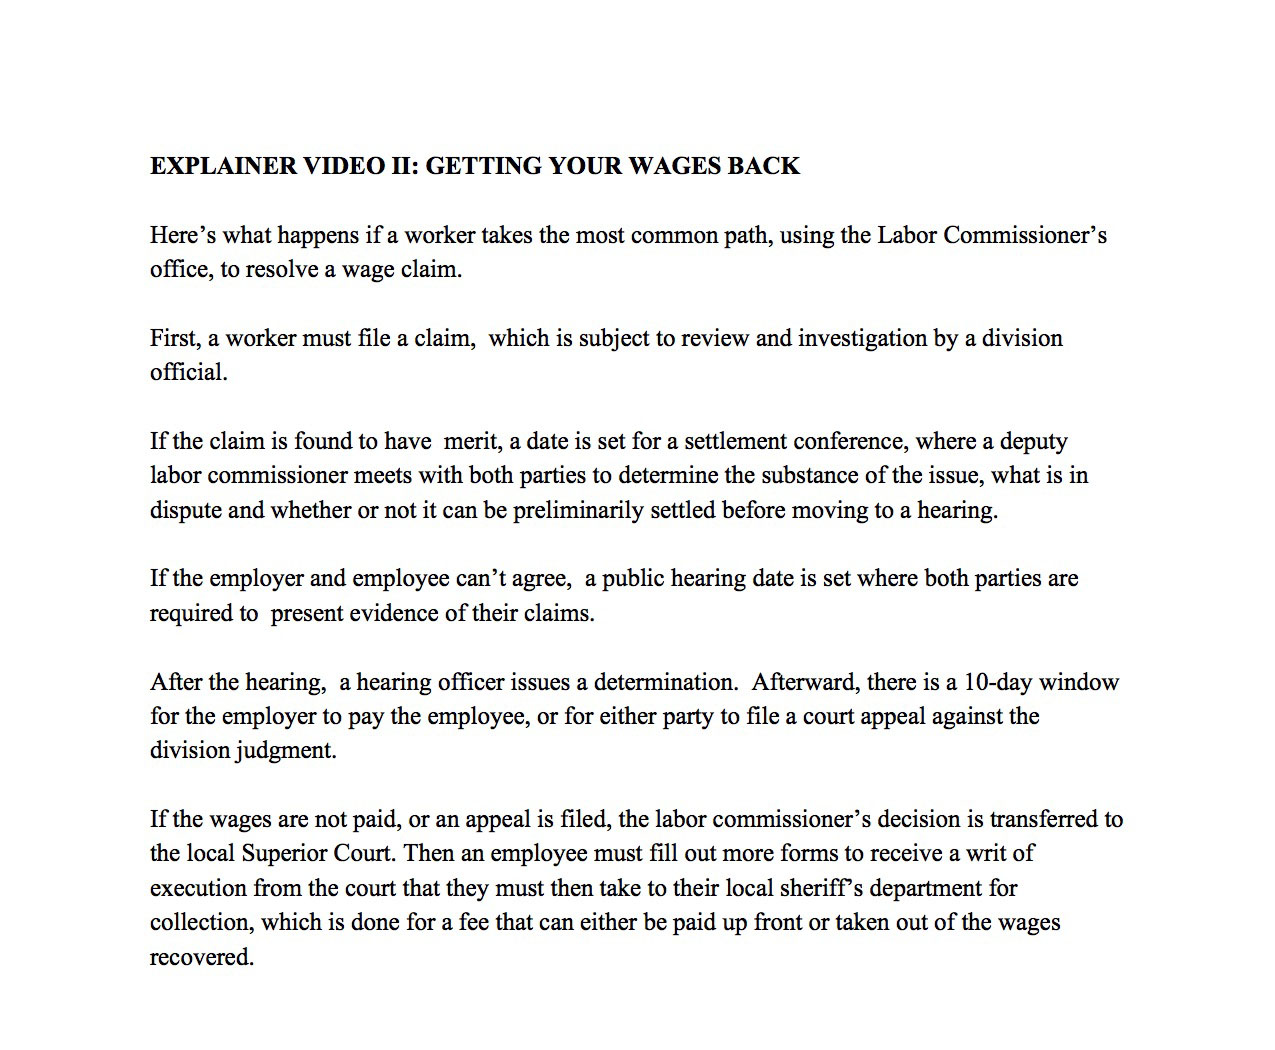 EXPLAINER VIDEO II: GETTING YOUR WAGES BACK
Here’s what happens if a worker takes the most common path, using the Labor Commissioner’s
office, to resolve a wage claim.
First, a worker must file a claim,  which is subject to review and investigation by a division
official.
If the claim is found to have  merit, a date is set for a settlement conference, where a deputy
labor commissioner meets with both parties to determine the substance of the issue, what is in
dispute and whether or not it can be preliminarily settled before moving to a hearing.
If the employer and employee can’t agree,  a public hearing date is set where both parties are
required to  present evidence of their claims.
After the hearing,  a hearing officer issues a determination.  Afterward, there is a 10-day window
for the employer to pay the employee, or for either party to file a court appeal against the
division judgment.
If the wages are not paid, or an appeal is filed, the labor commissioner’s decision is transferred to
the local Superior Court. Then an employee must fill out more forms to receive a writ of
execution from the court that they must then take to their local sheriff’s department for
collection, which is done for a fee that can either be paid up front or taken out of the wages
recovered.